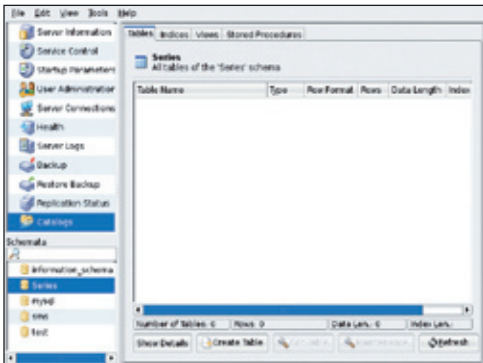 File Edit View Tools Help
Server Information
Service Control
Startup Parameters
User Administration
Server Connections
Health
Server Logs
Backup
Restore Backup
Replication Status
Catalogs
Schemata
information_schema
Series
mysql
test
Tables Indices Views Stored Procedures
Series
All tables of the 'Series' schema
Table Name Type Row Format Rows Data Length Index
Number of Tables: 0 Rows: 0 Data Len.: 0 Index Len.:
Show Details Create Table Refresh